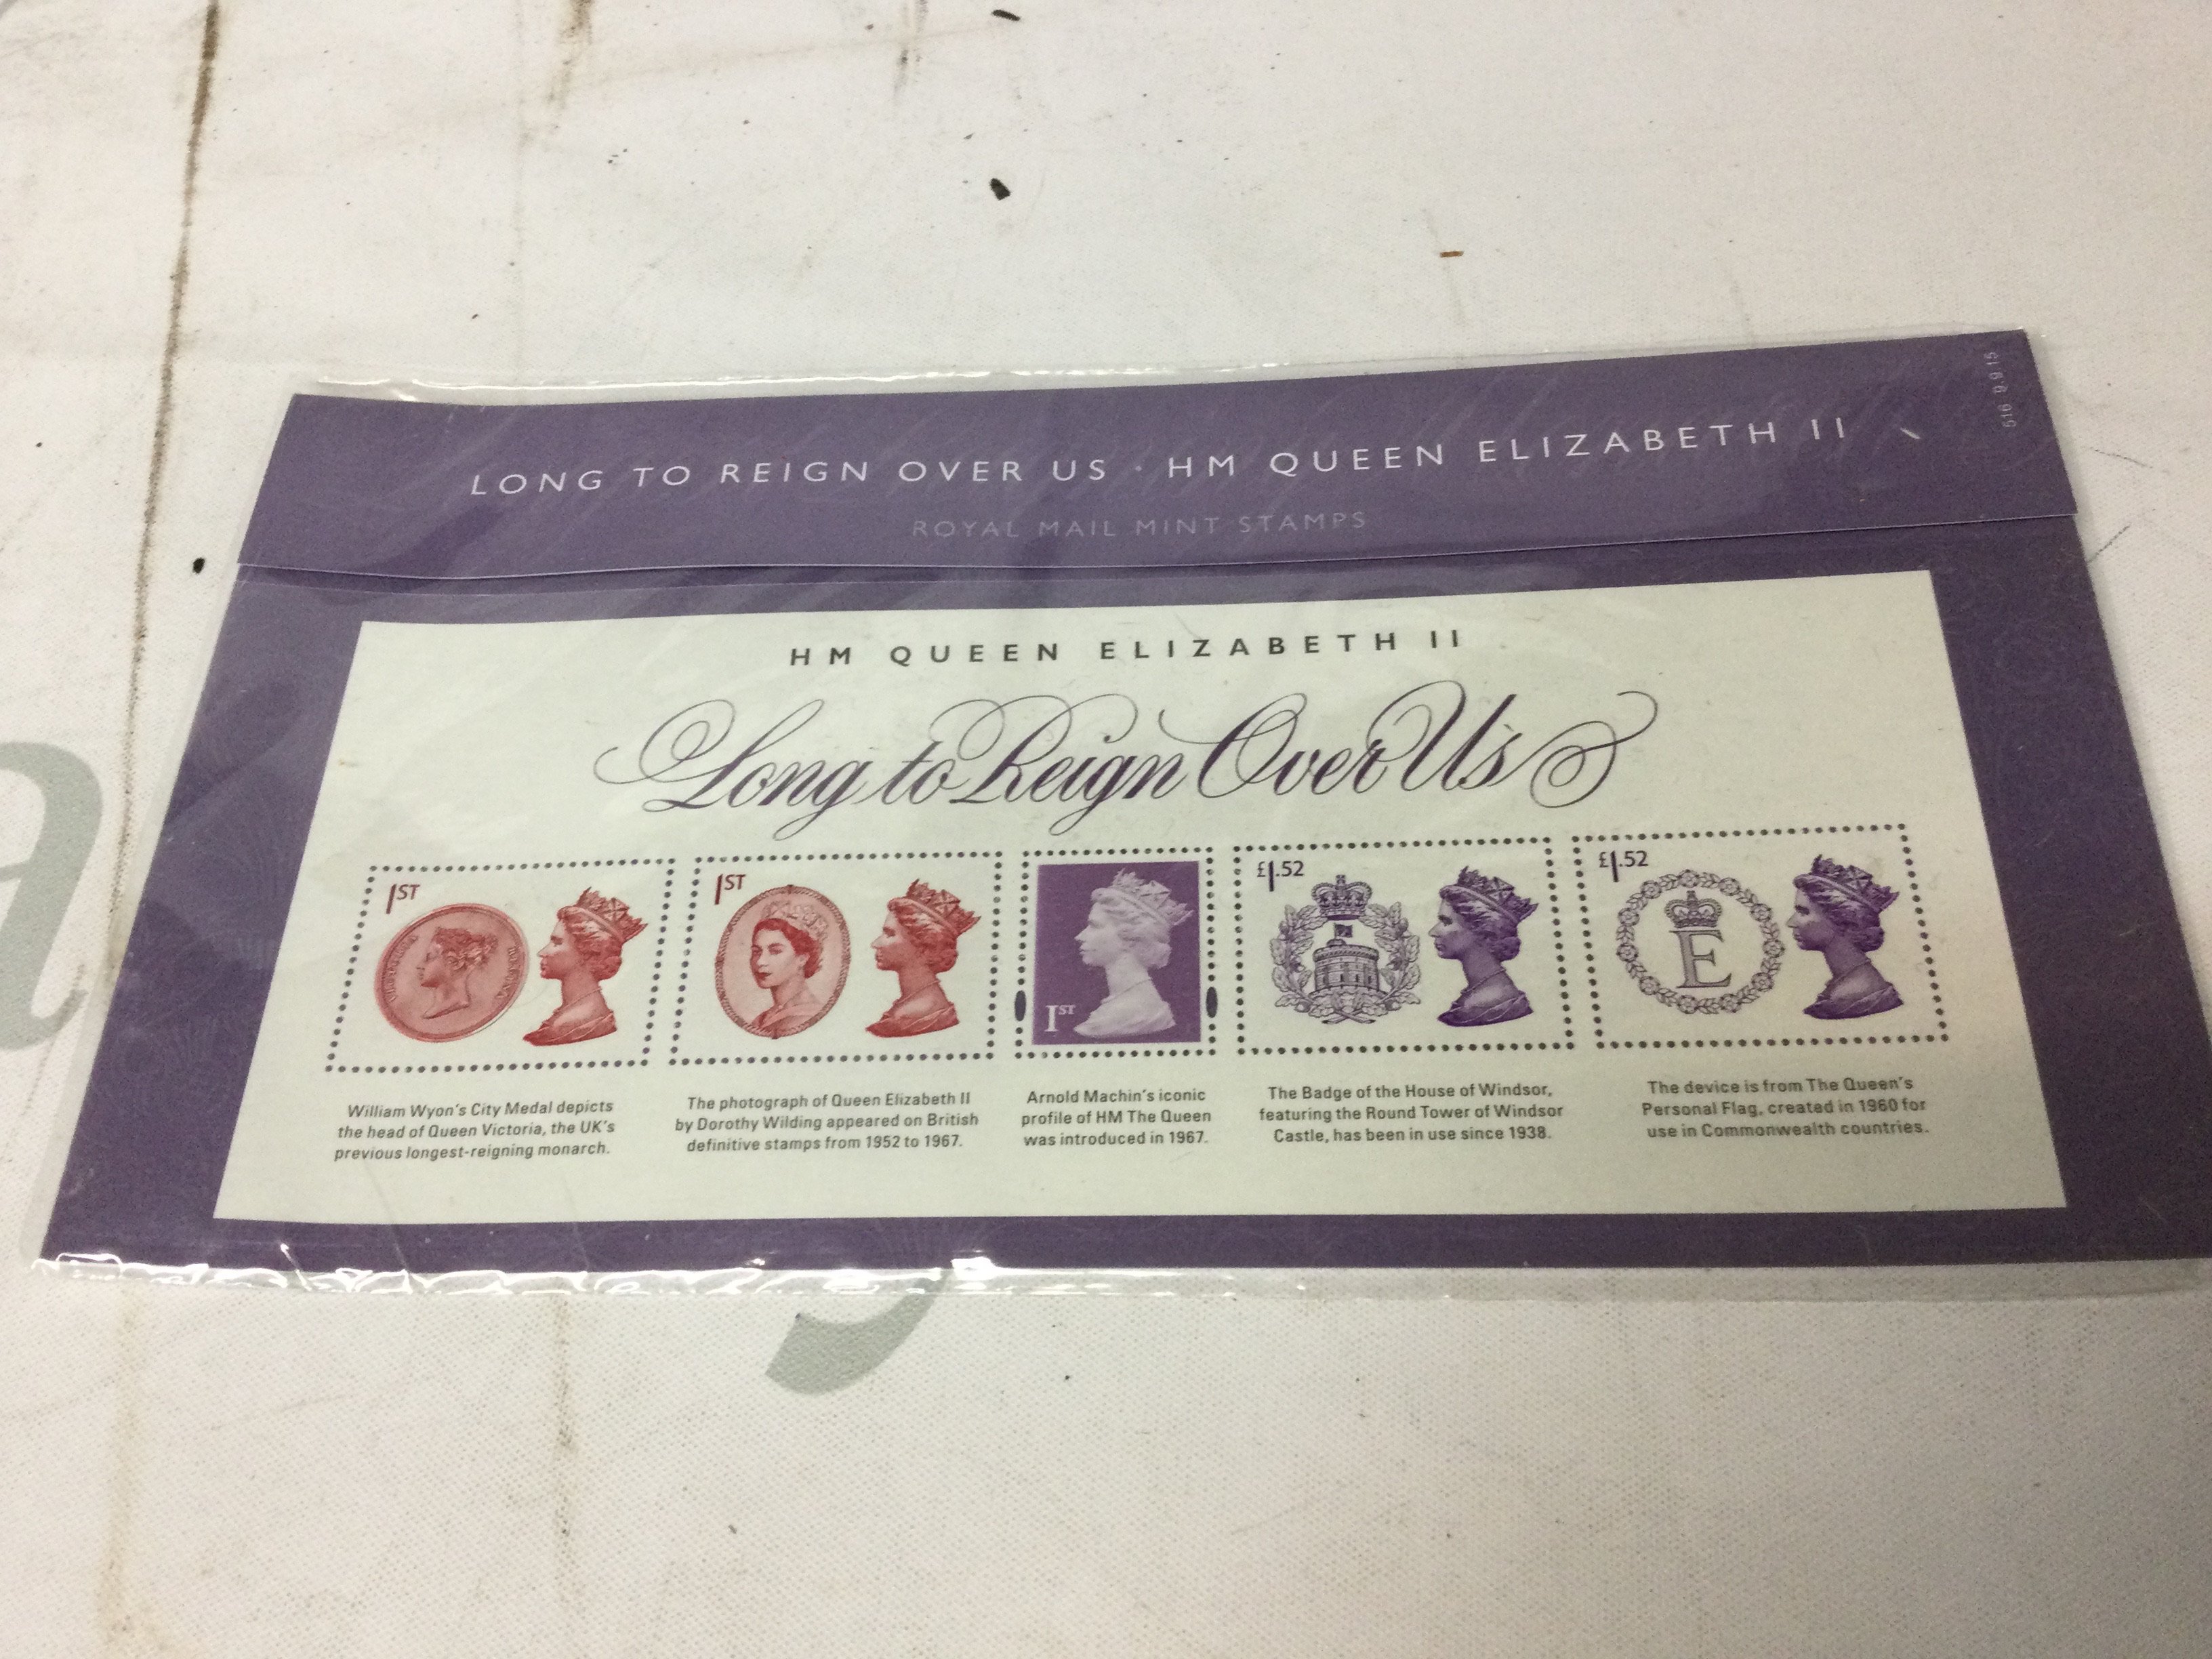 LONG TO REIGN OVER US · HM QUEEN ELIZABETH II
ROYAL MAIL MINT STAMPS
HM QUEEN ELIZABETH II
Long to Reign Over Us
1ST
1ST
1ST
£1.52
£1.52
E
William Wyon's City Medal depicts
the head of Queen Victoria, the UK's
previous longest-reigning monarch.
The photograph of Queen Elizabeth II
by Dorothy Wilding appeared on British
definitive stamps from 1952 to 1967.
Arnold Machin's iconic
profile of HM The Queen
was introduced in 1967.
The Badge of the House of Windsor,
featuring the Round Tower of Windsor
Castle, has been in use since 1938.
The device is from The Queen's
Personal Flag, created in 1960 for
use in Commonwealth countries.